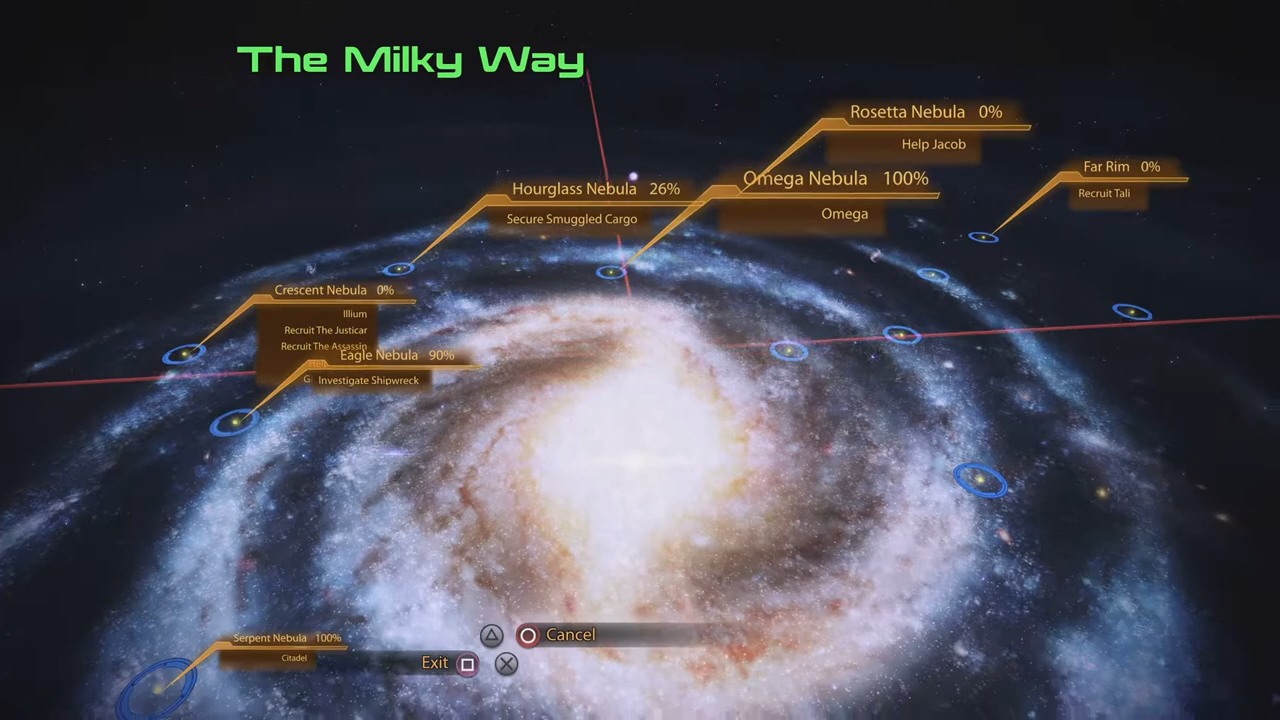 The Milky Way
Rosetta Nebula 0%
Help Jacob
Far Rim 0%
Recruit Tali
Omega Nebula 100%
Omega
Hourglass Nebula 26%
Secure Smuggled Cargo
Crescent Nebula 0%
Illium
Recruit The Justicar
Recruit The Assassin
Eagle Nebula 90%
Investigate Shipwreck
Serpent Nebula 100%
Citadel
Cancel
Exit